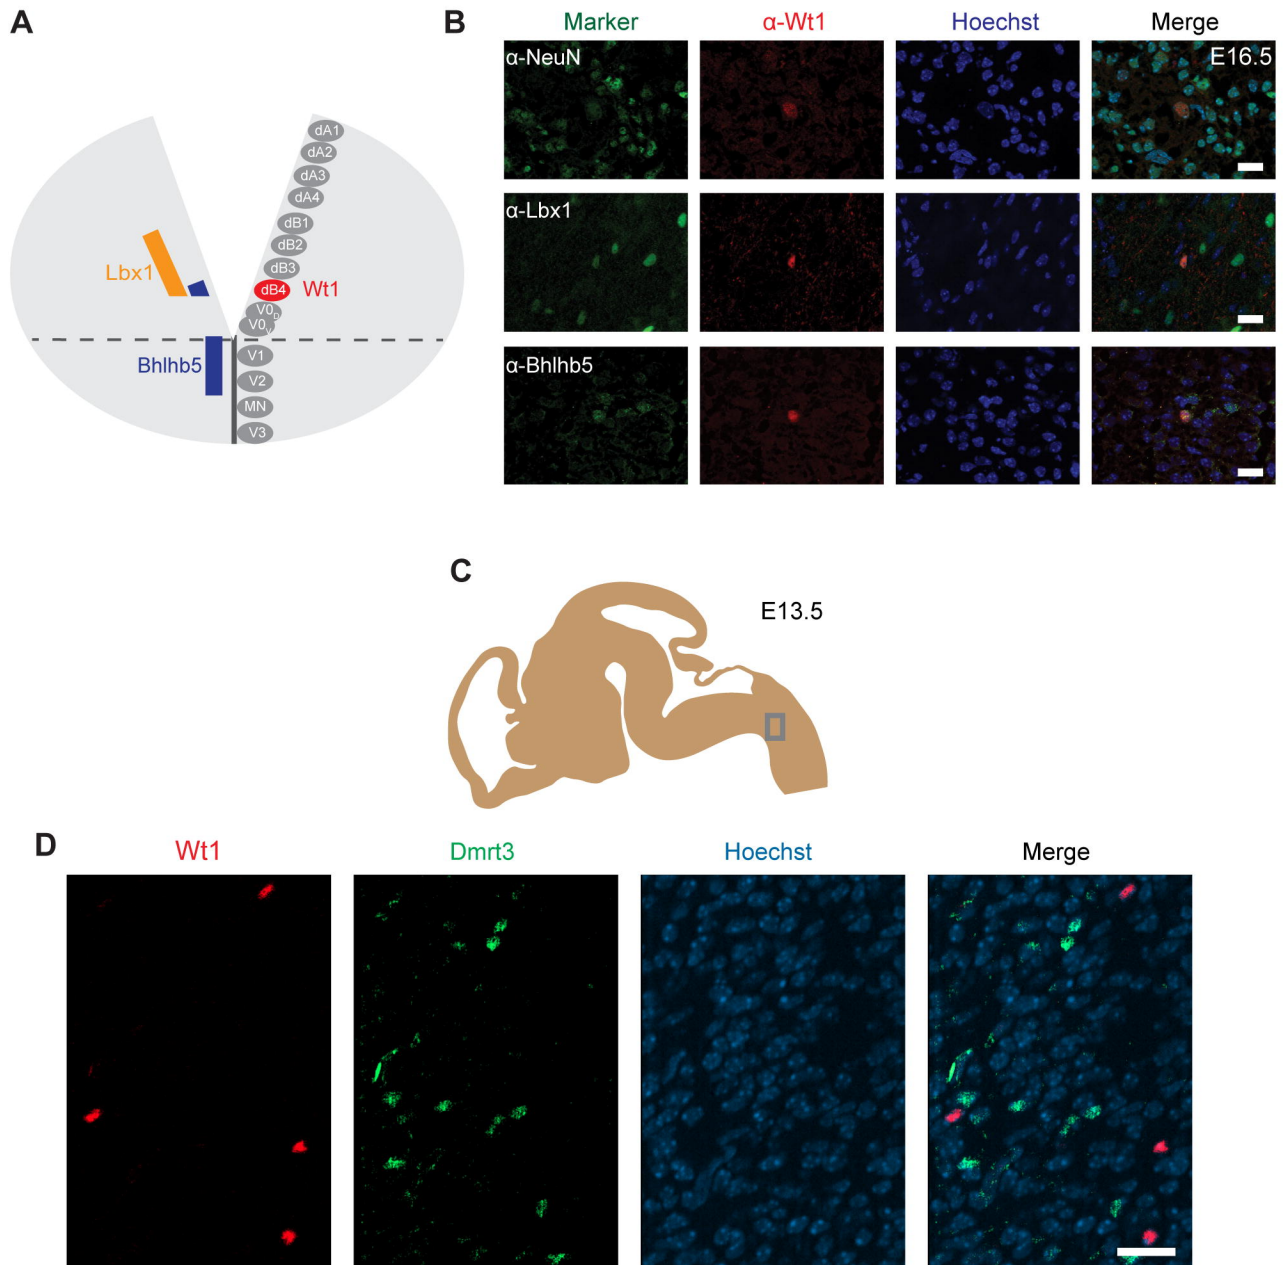 A
dA1
dA2
dA3
dA4
dB1
dB2
dB3
dB4
Wt1
V0D
V0V
V1
V2
MN
V3
Lbx1
Bhlhb5
B
Marker
α-Wt1
Hoechst
Merge
α-NeuN
E16.5
α-Lbx1
α-Bhlhb5
C
E13.5
D
Wt1
Dmrt3
Hoechst
Merge